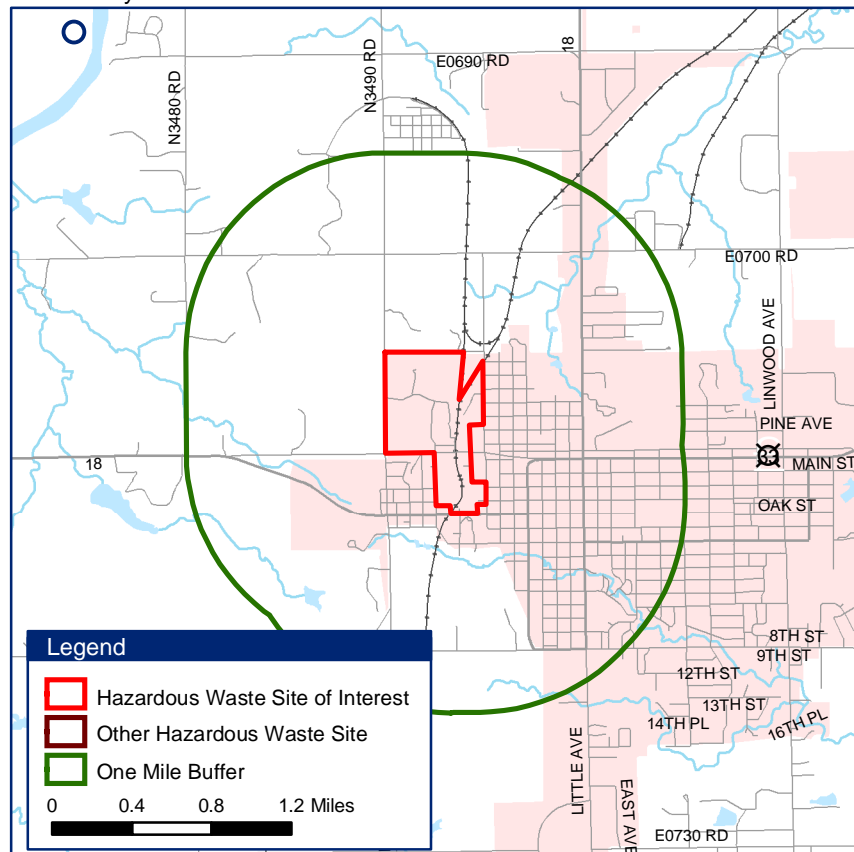 E0690 RD
18
N3480 RD
N3490 RD
E0700 RD
LINWOOD AVE
PINE AVE
33
18
MAIN ST
OAK ST
8TH ST
9TH ST
12TH ST
13TH ST
14TH PL
16TH PL
LITTLE AVE
EAST AVE
E0730 RD
Legend
Hazardous Waste Site of Interest
Other Hazardous Waste Site
One Mile Buffer
0 0.4 0.8 1.2 Miles